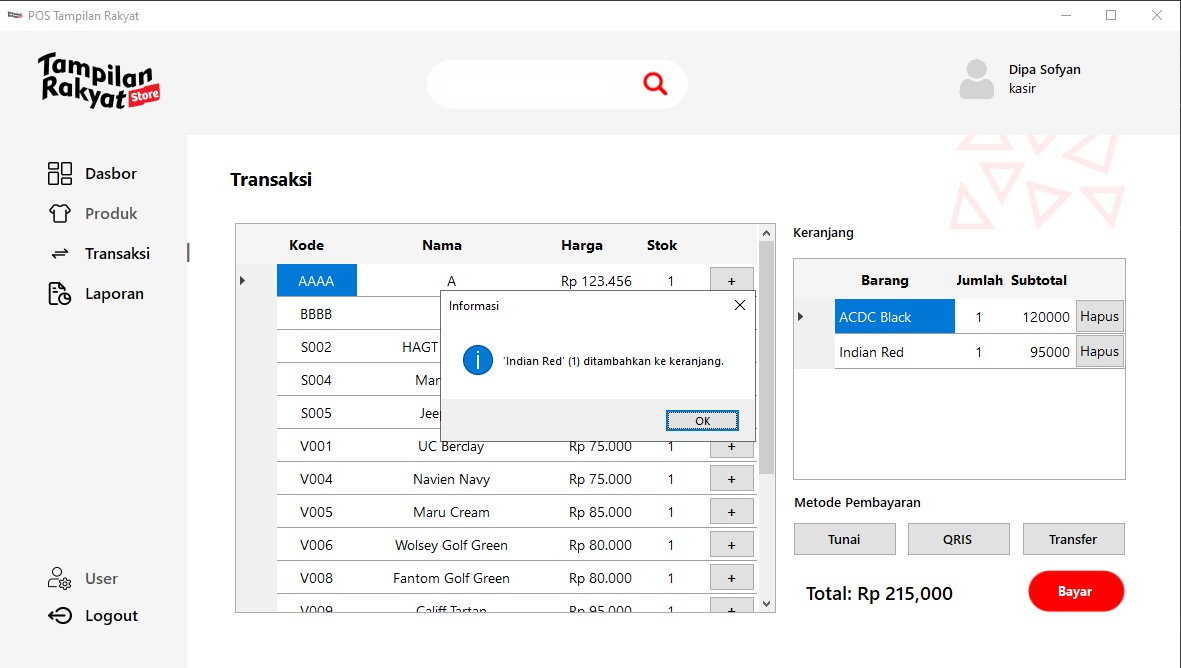 POS Tampilan Rakyat
Tampilan
Rakyat Store
Dipa Sofyan
kasir
Dasbor
Produk
Transaksi
Laporan
User
Logout
Transaksi
Kode Nama Harga Stok
AAAA A Rp 123.456 1 +
BBBB
S002 HAGT
S004
S005
V001 UC Berclay Rp 75.000 1 +
V004 Navien Navy Rp 75.000 1 +
V005 Maru Cream Rp 85.000 1 +
V006 Wolsey Golf Green Rp 80.000 1 +
V008 Fantom Golf Green Rp 80.000 1 +
V009 Califf Tartan Rp 95.000 1 +
Informasi
'Indian Red' (1) ditambahkan ke keranjang.
OK
Keranjang
Barang Jumlah Subtotal
ACDC Black 1 120000 Hapus
Indian Red 1 95000 Hapus
Metode Pembayaran
Tunai QRIS Transfer
Total: Rp 215,000
Bayar